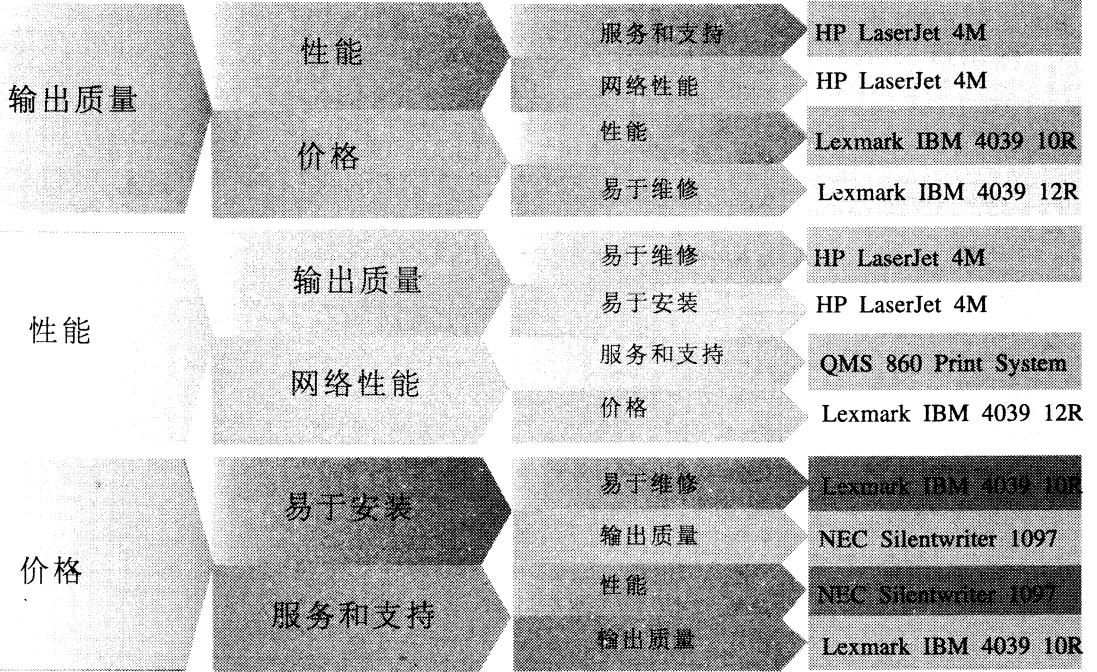 输出质量
性能
服务和支持
HP LaserJet 4M
网络性能
HP LaserJet 4M
价格
性能
Lexmark IBM 4039 10R
易于维修
Lexmark IBM 4039 12R
性能
输出质量
易于维修
HP LaserJet 4M
易于安装
HP LaserJet 4M
网络性能
服务和支持
QMS 860 Print System
价格
Lexmark IBM 4039 12R
价格
易于安装
易于维修
Lexmark IBM 4039 10R
输出质量
NEC Silentwriter 1097
服务和支持
性能
NEC Silentwriter 1097
输出质量
Lexmark IBM 4039 10R